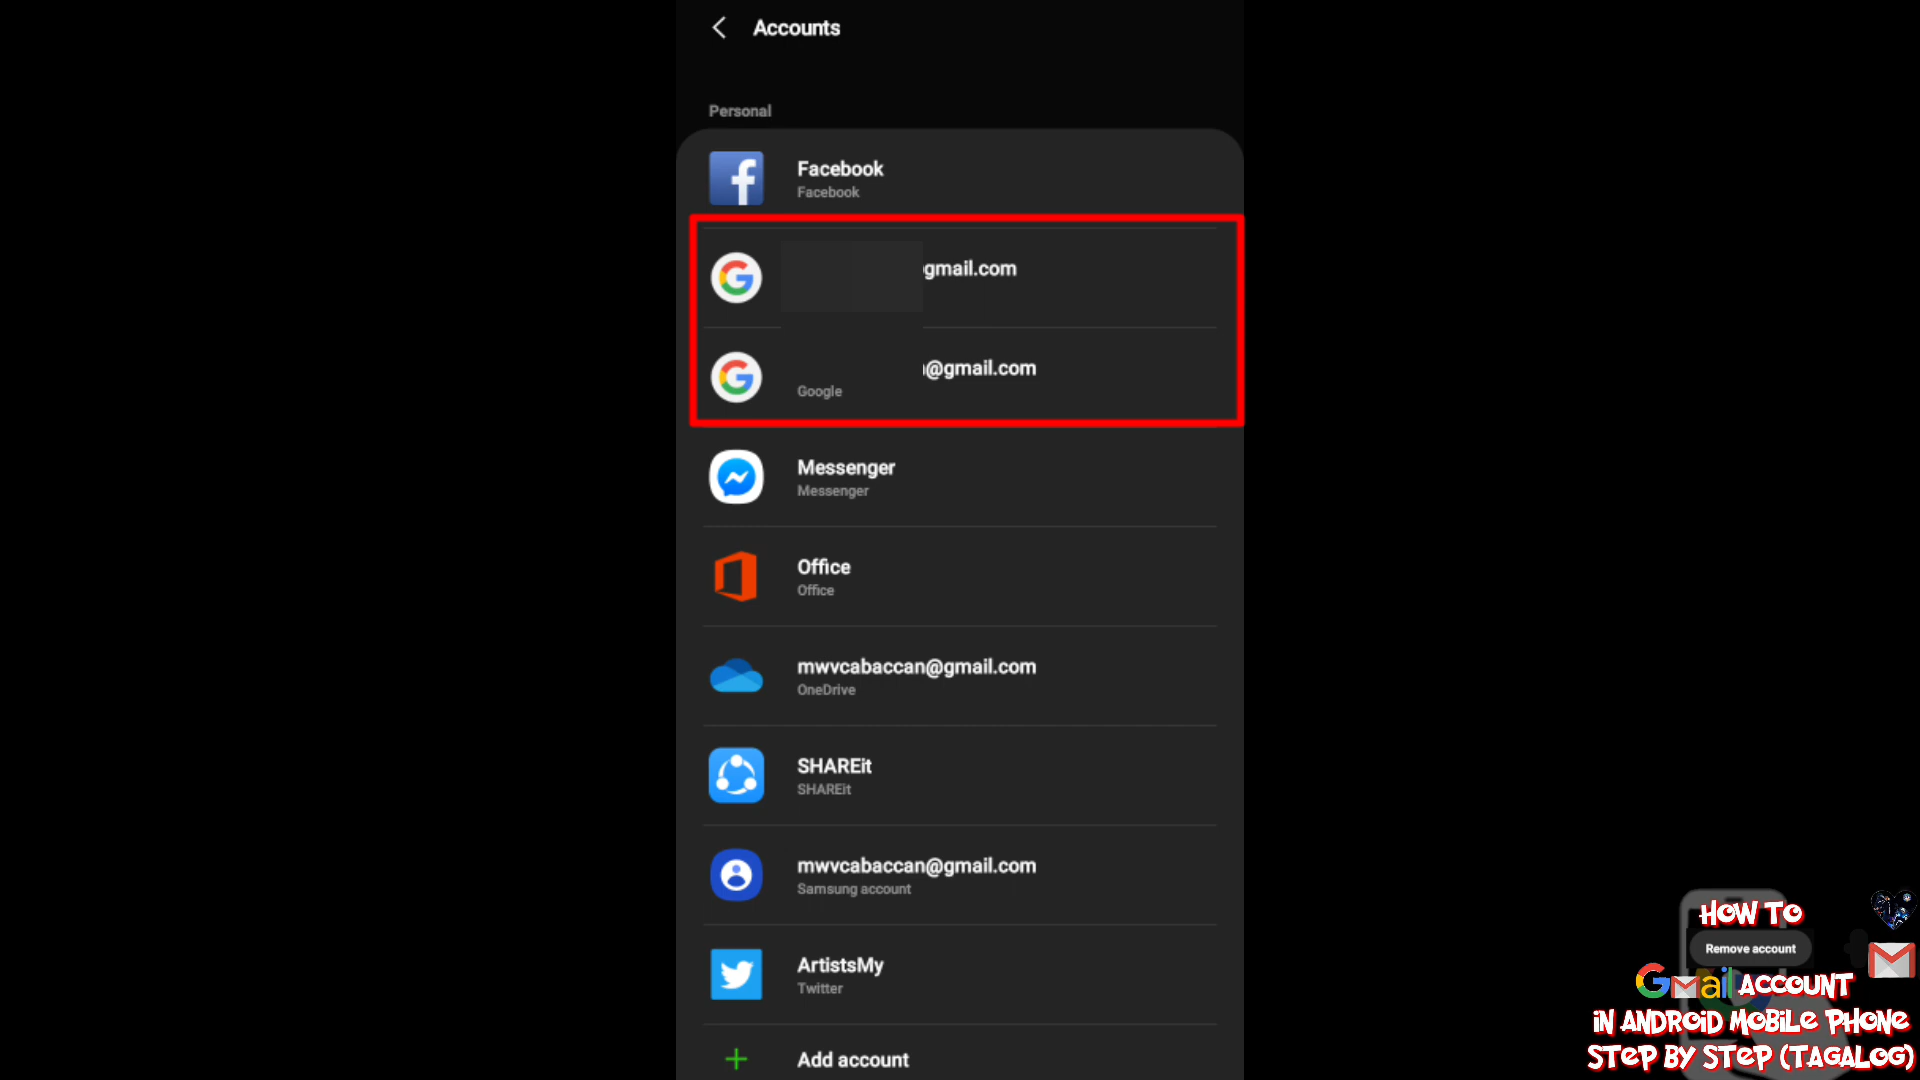 Accounts
Personal
Facebook
Facebook
gmail.com
@gmail.com
Google
Messenger
Messenger
Office
Office
mwvcabaccan@gmail.com
OneDrive
SHAREit
SHAREit
mwvcabaccan@gmail.com
Samsung account
ArtistsMy
Twitter
Add account
HOW TO
Remove account
GMail ACCOUNT
IN ANDROID MOBILE PHONE
STEP BY STEP (TAGALOG)